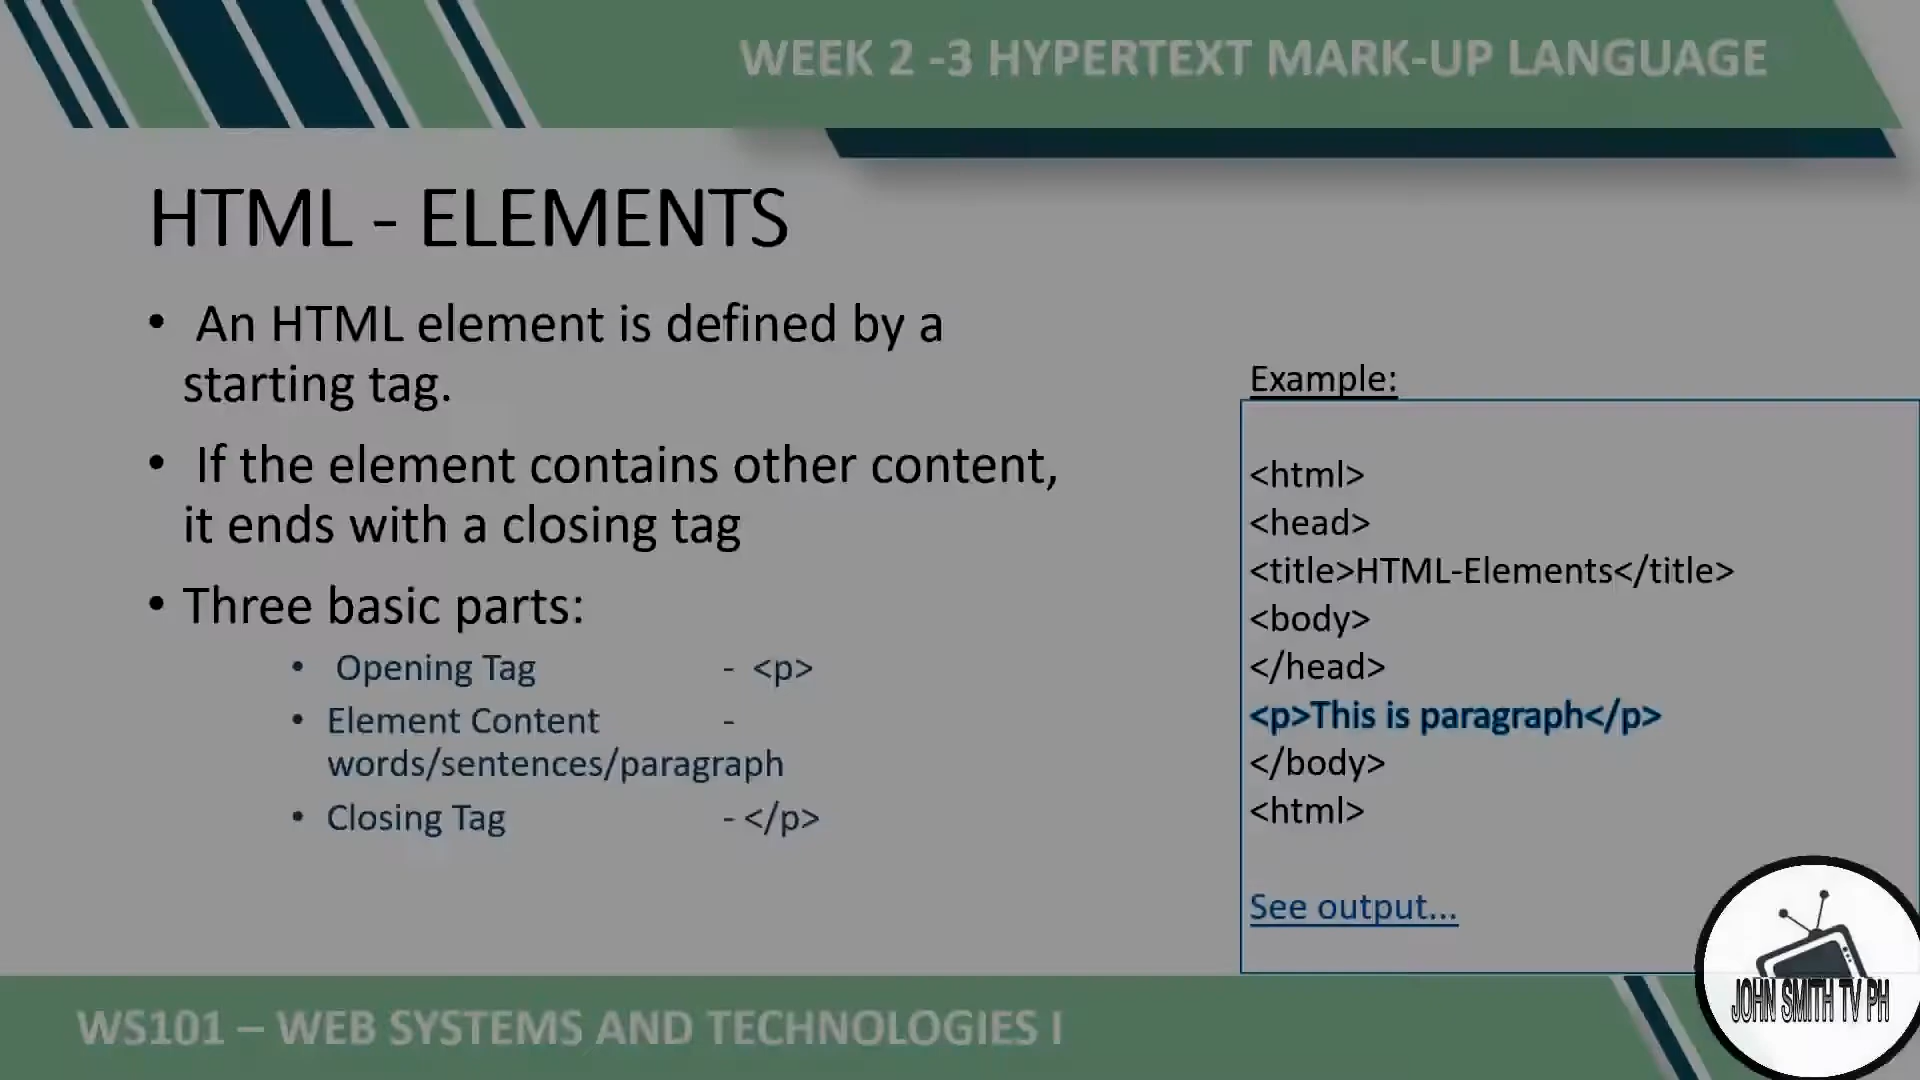 WEEK 2 -3 HYPERTEXT MARK-UP LANGUAGE
HTML - ELEMENTS
• An HTML element is defined by a
starting tag.
• If the element contains other content,
it ends with a closing tag
• Three basic parts:
• Opening Tag - <p>
• Element Content -
words/sentences/paragraph
• Closing Tag - </p>
Example:
<html>
<head>
<title>HTML-Elements</title>
<body>
</head>
<p>This is paragraph</p>
</body>
<html>
See output...
WS101 – WEB SYSTEMS AND TECHNOLOGIES I
JOHN SMITH TV PH